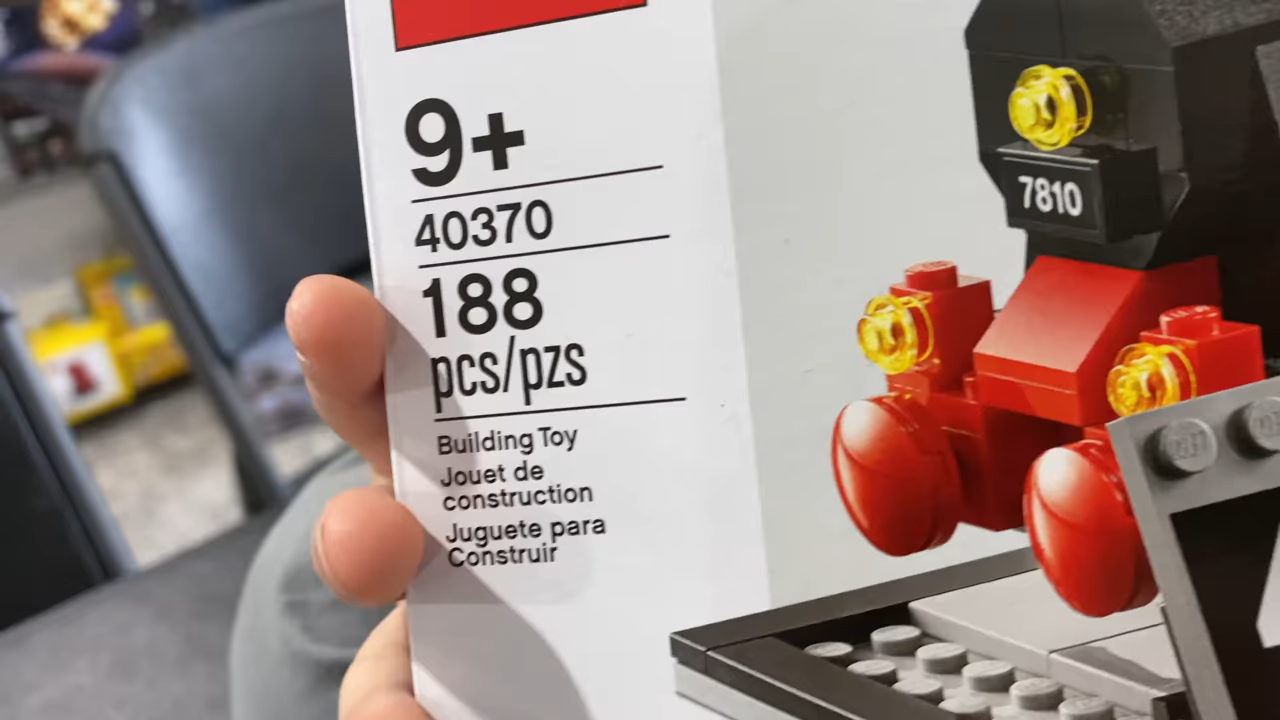 9+
40370
188
pcs/pzs
Building Toy
Jouet de
construction
Juguete para
Construir
7810